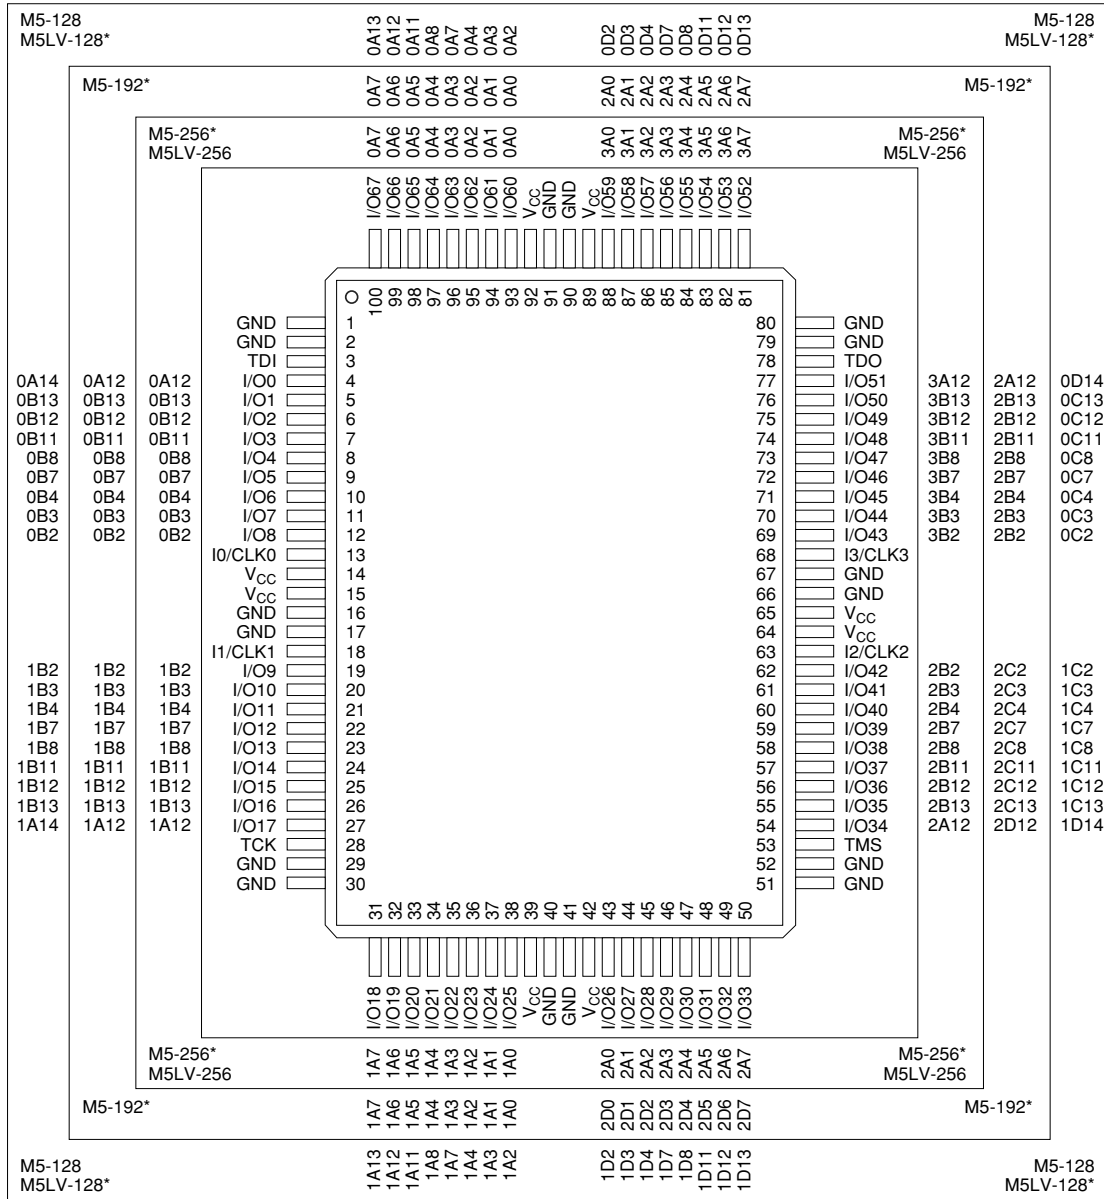 M5-128
M5LV-128*
0A13 0A12 0A11 0A8 0A7 0A4 0A3 0A2 0D2 0D3 0D4 0D7 0D8 0D11 0D12 0D13
M5-128
M5LV-128*
M5-192*
0A7 0A6 0A5 0A4 0A3 0A2 0A1 0A0 2A0 2A1 2A2 2A3 2A4 2A5 2A6 2A7
M5-192*
M5-256*
M5LV-256
0A7 0A6 0A5 0A4 0A3 0A2 0A1 0A0 3A0 3A1 3A2 3A3 3A4 3A5 3A6 3A7
M5-256*
M5LV-256
I/O67 I/O66 I/O65 I/O64 I/O63 I/O62 I/O61 I/O60 VCC GND GND VCC I/O59 I/O58 I/O57 I/O56 I/O55 I/O54 I/O53 I/O52
100 99 98 97 96 95 94 93 92 91 90 89 88 87 86 85 84 83 82 81
GND 1 80 GND
GND 2 79 GND
TDI 3 78 TDO
0A14 0A12 0A12 I/O0 4 77 I/O51 3A12 2A12 0D14
0B13 0B13 0B13 I/O1 5 76 I/O50 3B13 2B13 0C13
0B12 0B12 0B12 I/O2 6 75 I/O49 3B12 2B12 0C12
0B11 0B11 0B11 I/O3 7 74 I/O48 3B11 2B11 0C11
0B8 0B8 0B8 I/O4 8 73 I/O47 3B8 2B8 0C8
0B7 0B7 0B7 I/O5 9 72 I/O46 3B7 2B7 0C7
0B4 0B4 0B4 I/O6 10 71 I/O45 3B4 2B4 0C4
0B3 0B3 0B3 I/O7 11 70 I/O44 3B3 2B3 0C3
0B2 0B2 0B2 I/O8 12 69 I/O43 3B2 2B2 0C2
I0/CLK0 13 68 I3/CLK3
VCC 14 67 GND
VCC 15 66 GND
GND 16 65 VCC
GND 17 64 VCC
I1/CLK1 18 63 I2/CLK2
1B2 1B2 1B2 I/O9 19 62 I/O42 2B2 2C2 1C2
1B3 1B3 1B3 I/O10 20 61 I/O41 2B3 2C3 1C3
1B4 1B4 1B4 I/O11 21 60 I/O40 2B4 2C4 1C4
1B7 1B7 1B7 I/O12 22 59 I/O39 2B7 2C7 1C7
1B8 1B8 1B8 I/O13 23 58 I/O38 2B8 2C8 1C8
1B11 1B11 1B11 I/O14 24 57 I/O37 2B11 2C11 1C11
1B12 1B12 1B12 I/O15 25 56 I/O36 2B12 2C12 1C12
1B13 1B13 1B13 I/O16 26 55 I/O35 2B13 2C13 1C13
1A14 1A12 1A12 I/O17 27 54 I/O34 2A12 2D12 1D14
TCK 28 53 TMS
GND 29 52 GND
GND 30 51 GND
31 32 33 34 35 36 37 38 39 40 41 42 43 44 45 46 47 48 49 50
I/O18 I/O19 I/O20 I/O21 I/O22 I/O23 I/O24 I/O25 VCC GND GND VCC I/O26 I/O27 I/O28 I/O29 I/O30 I/O31 I/O32 I/O33
M5-256*
M5LV-256
1A7 1A6 1A5 1A4 1A3 1A2 1A1 1A0 2A0 2A1 2A2 2A3 2A4 2A5 2A6 2A7
M5-256*
M5LV-256
M5-192*
1A7 1A6 1A5 1A4 1A3 1A2 1A1 1A0 2D0 2D1 2D2 2D3 2D4 2D5 2D6 2D7
M5-192*
M5-128
M5LV-128*
1A13 1A12 1A11 1A8 1A7 1A4 1A3 1A2 1D2 1D3 1D4 1D7 1D8 1D11 1D12 1D13
M5-128
M5LV-128*